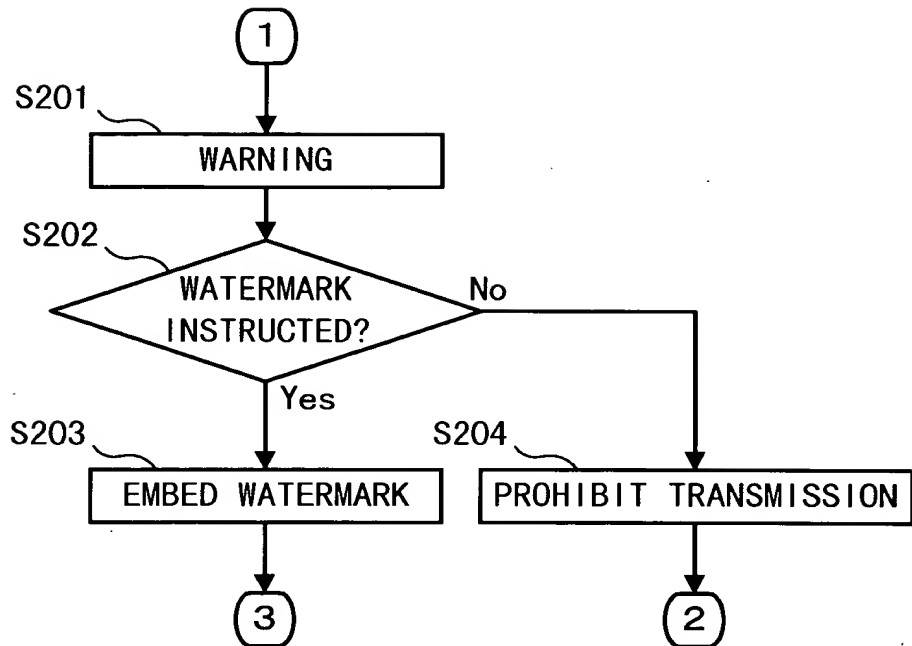 1
S201
WARNING
S202
WATERMARK
INSTRUCTED?
No
Yes
S203
EMBED WATERMARK
S204
PROHIBIT TRANSMISSION
3
2